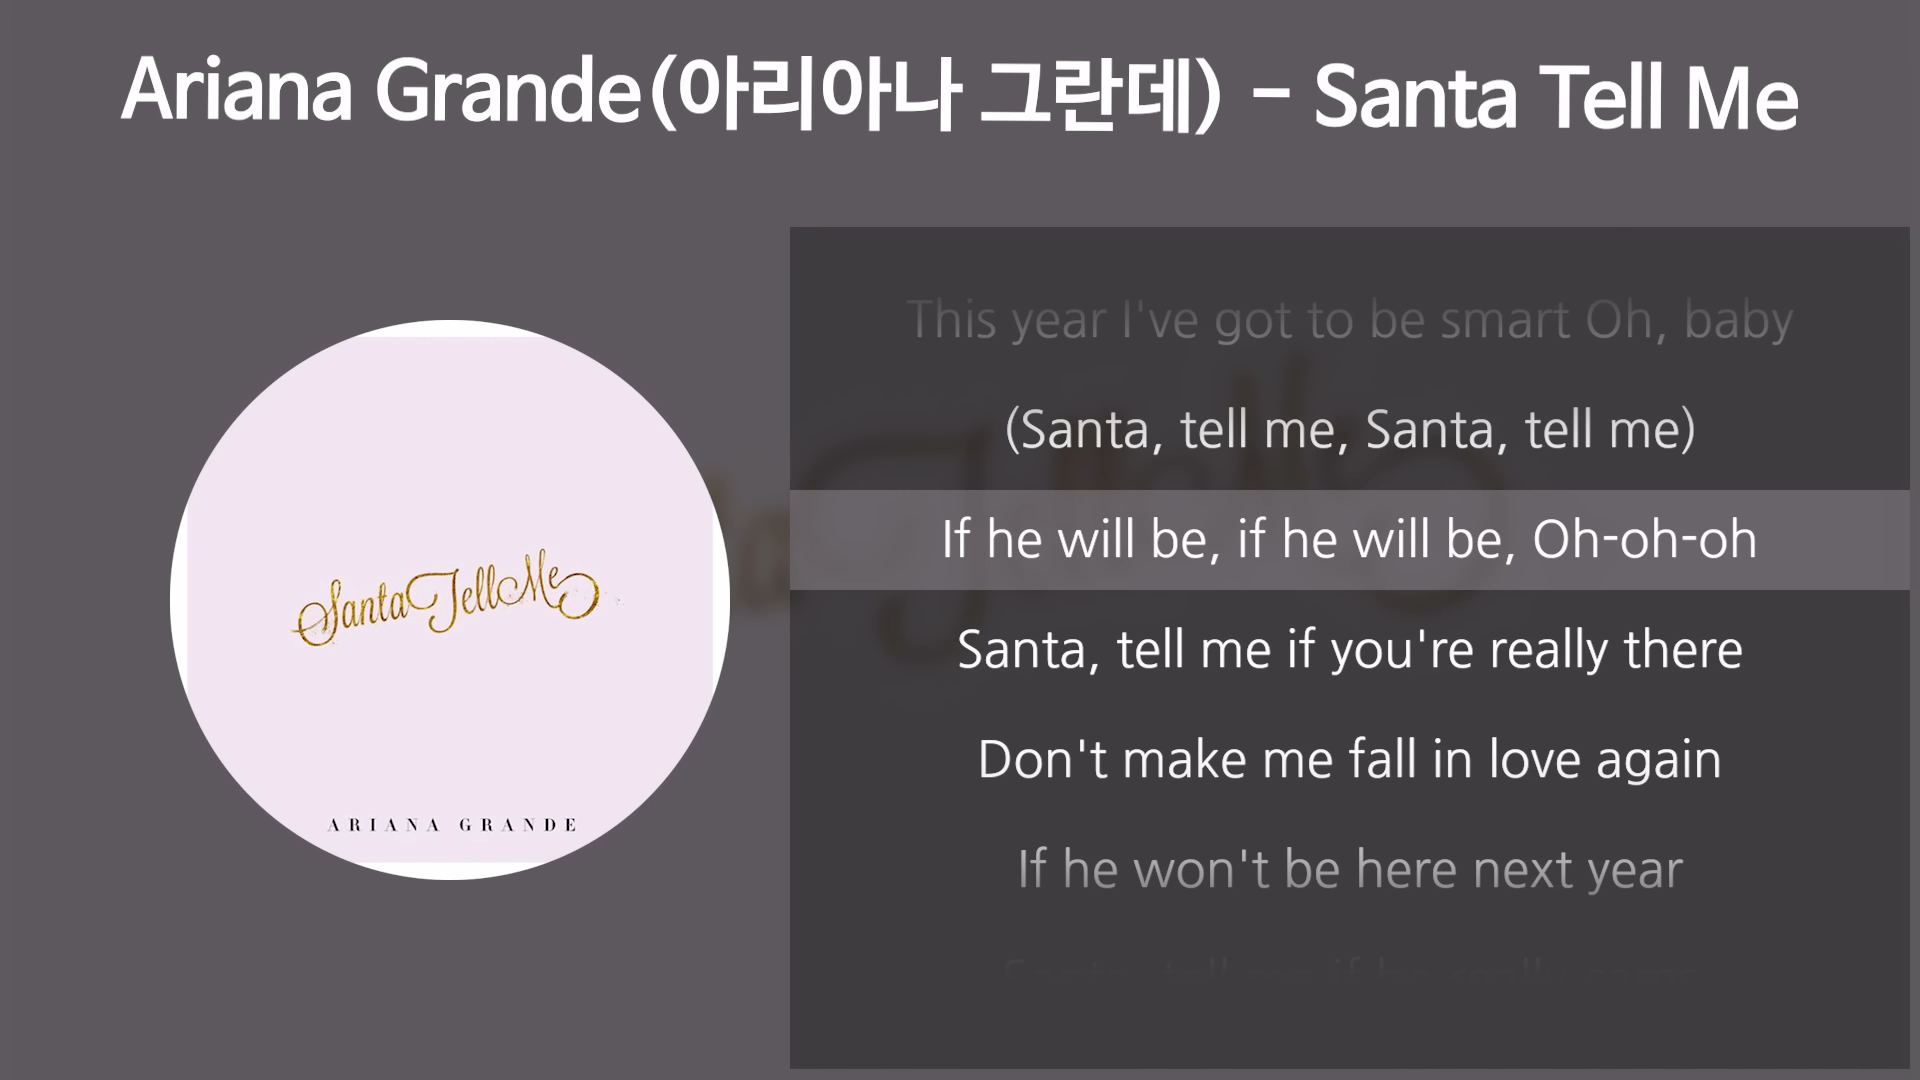 Ariana Grande(아리아나 그란데) - Santa Tell Me
Santa Tell Me
ARIANA GRANDE
This year I've got to be smart Oh, baby
(Santa, tell me, Santa, tell me)
If he will be, if he will be, Oh-oh-oh
Santa, tell me if you're really there
Don't make me fall in love again
If he won't be here next year